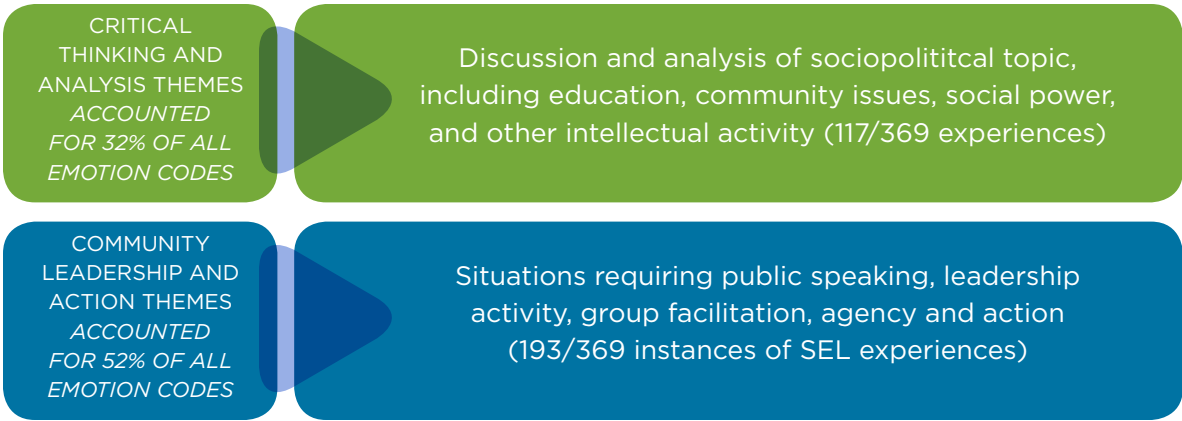 CRITICAL
THINKING AND
ANALYSIS THEMES
ACCOUNTED
FOR 32% OF ALL
EMOTION CODES
Discussion and analysis of sociopolititcal topic,
including education, community issues, social power,
and other intellectual activity (117/369 experiences)
COMMUNITY
LEADERSHIP AND
ACTION THEMES
ACCOUNTED
FOR 52% OF ALL
EMOTION CODES
Situations requiring public speaking, leadership
activity, group facilitation, agency and action
(193/369 instances of SEL experiences)